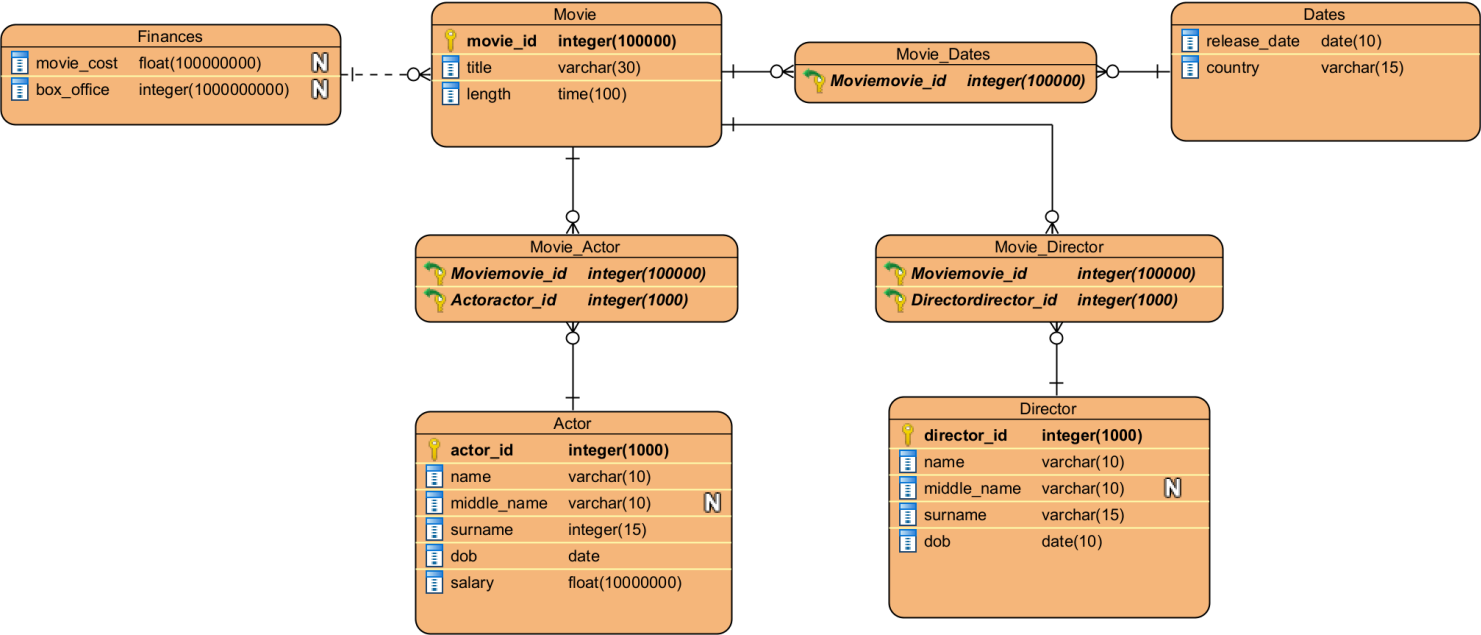 Finances
movie_cost float(100000000) N
box_office integer(1000000000) N
Movie
movie_id integer(100000)
title varchar(30)
length time(100)
Movie_Dates
Moviemovie_id integer(100000)
Dates
release_date date(10)
country varchar(15)
Movie_Actor
Moviemovie_id integer(100000)
Actoractor_id integer(1000)
Movie_Director
Moviemovie_id integer(100000)
Directordirector_id integer(1000)
Actor
actor_id integer(1000)
name varchar(10)
middle_name varchar(10) N
surname integer(15)
dob date
salary float(10000000)
Director
director_id integer(1000)
name varchar(10)
middle_name varchar(10) N
surname varchar(15)
dob date(10)